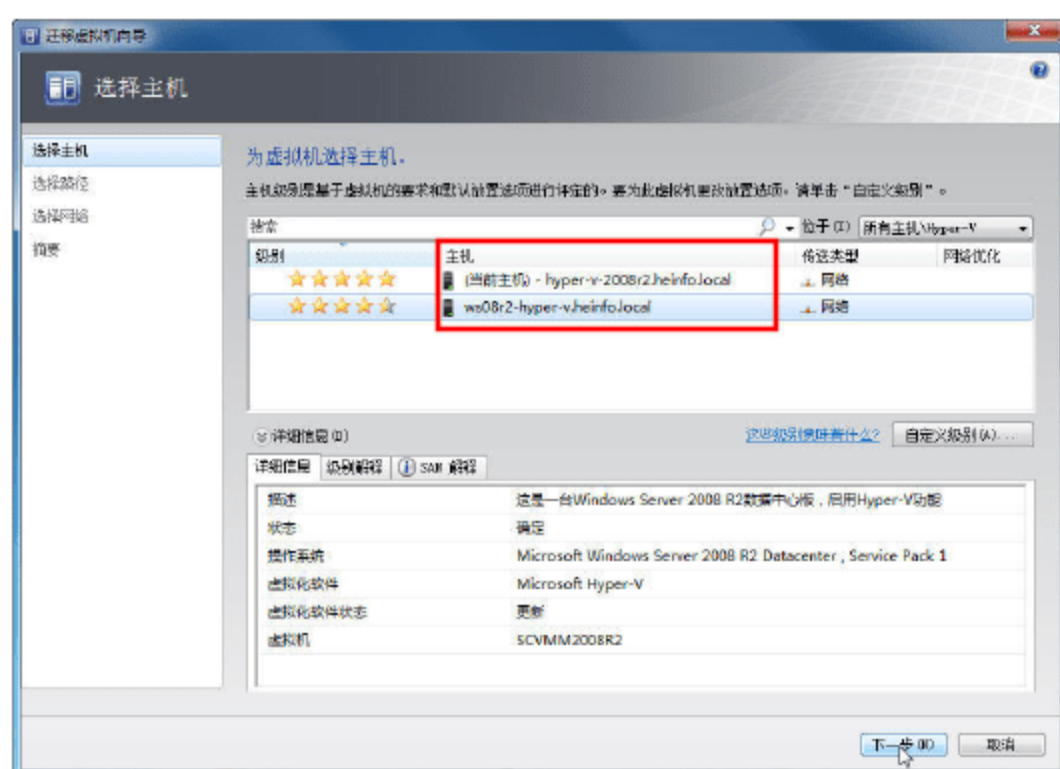 迁移虚拟机向导
选择主机
选择主机
选择路径
选择网络
摘要
为虚拟机选择主机。
主机级别是基于虚拟机的要求和默认放置选项进行评定的。要为此虚拟机更改放置选项，请单击“自定义级别”。
搜索 位于(I) 所有主机\Hyper-V
级别 主机 传送类型 网络优化
(当前主机) - hyper-v-2008r2.heinfo.local 网络
ws08r2-hyper-v.heinfo.local 网络
详细信息(D) 这些级别意味着什么? 自定义级别(A)...
详细信息 级别解释 SAN 解释
描述 这是一台Windows Server 2008 R2数据中心版，启用Hyper-V功能
状态 确定
操作系统 Microsoft Windows Server 2008 R2 Datacenter , Service Pack 1
虚拟化软件 Microsoft Hyper-V
虚拟化软件状态 更新
虚拟机 SCVMM2008R2
下一步(N) 取消